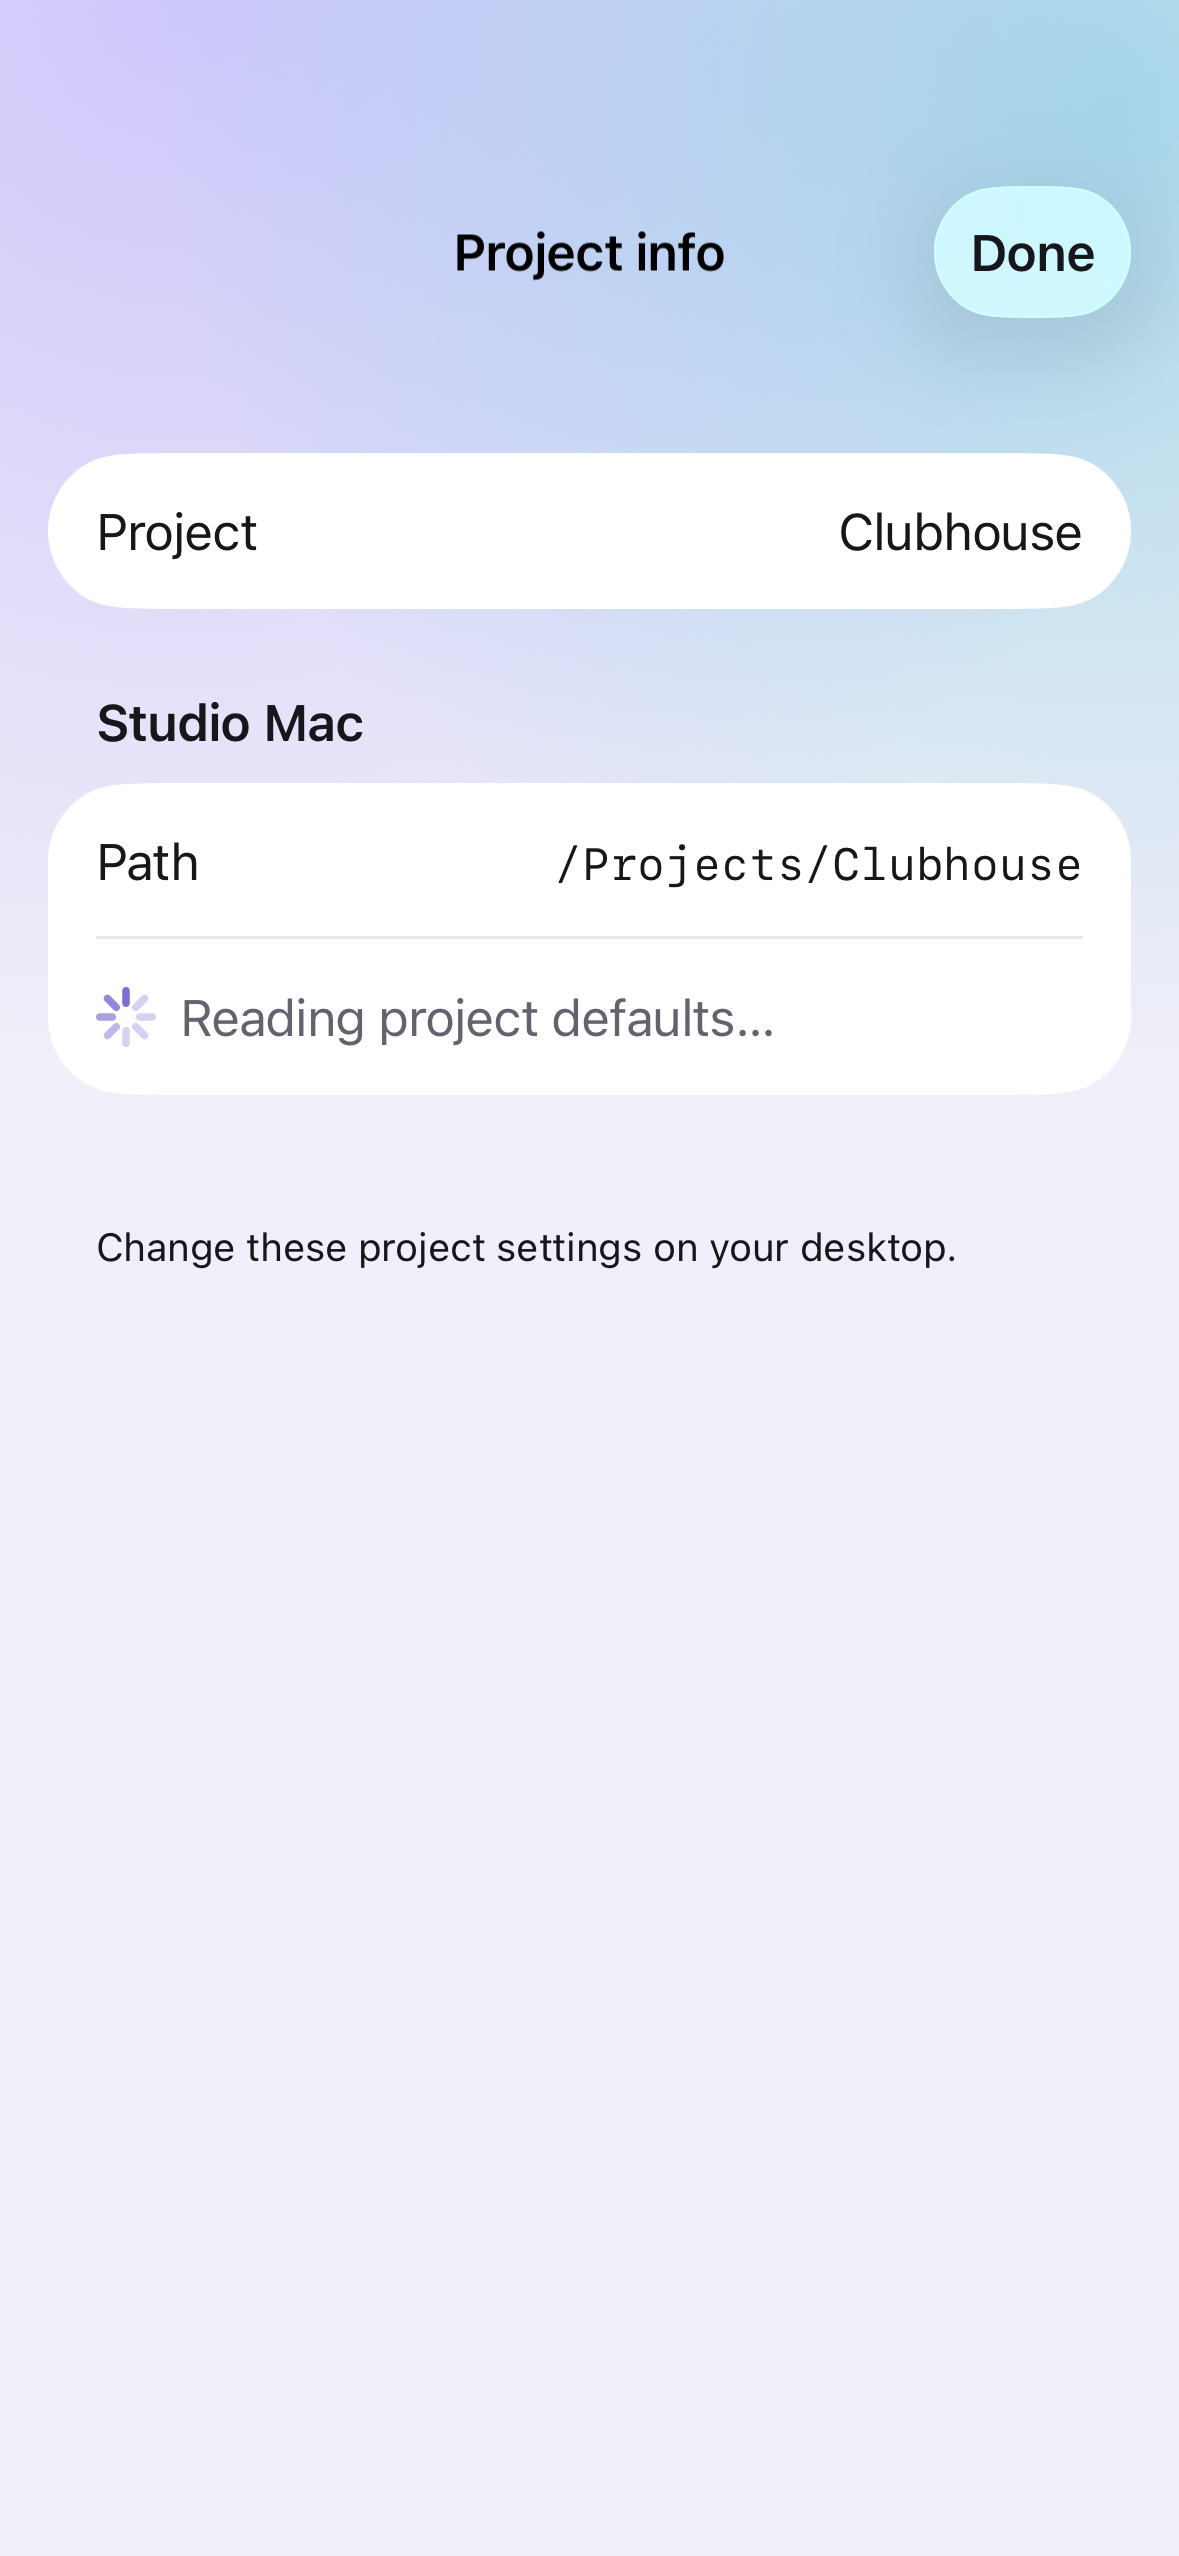 Project info
Done
Project
Clubhouse
Studio Mac
Path
/Projects/Clubhouse
Reading project defaults...
Change these project settings on your desktop.